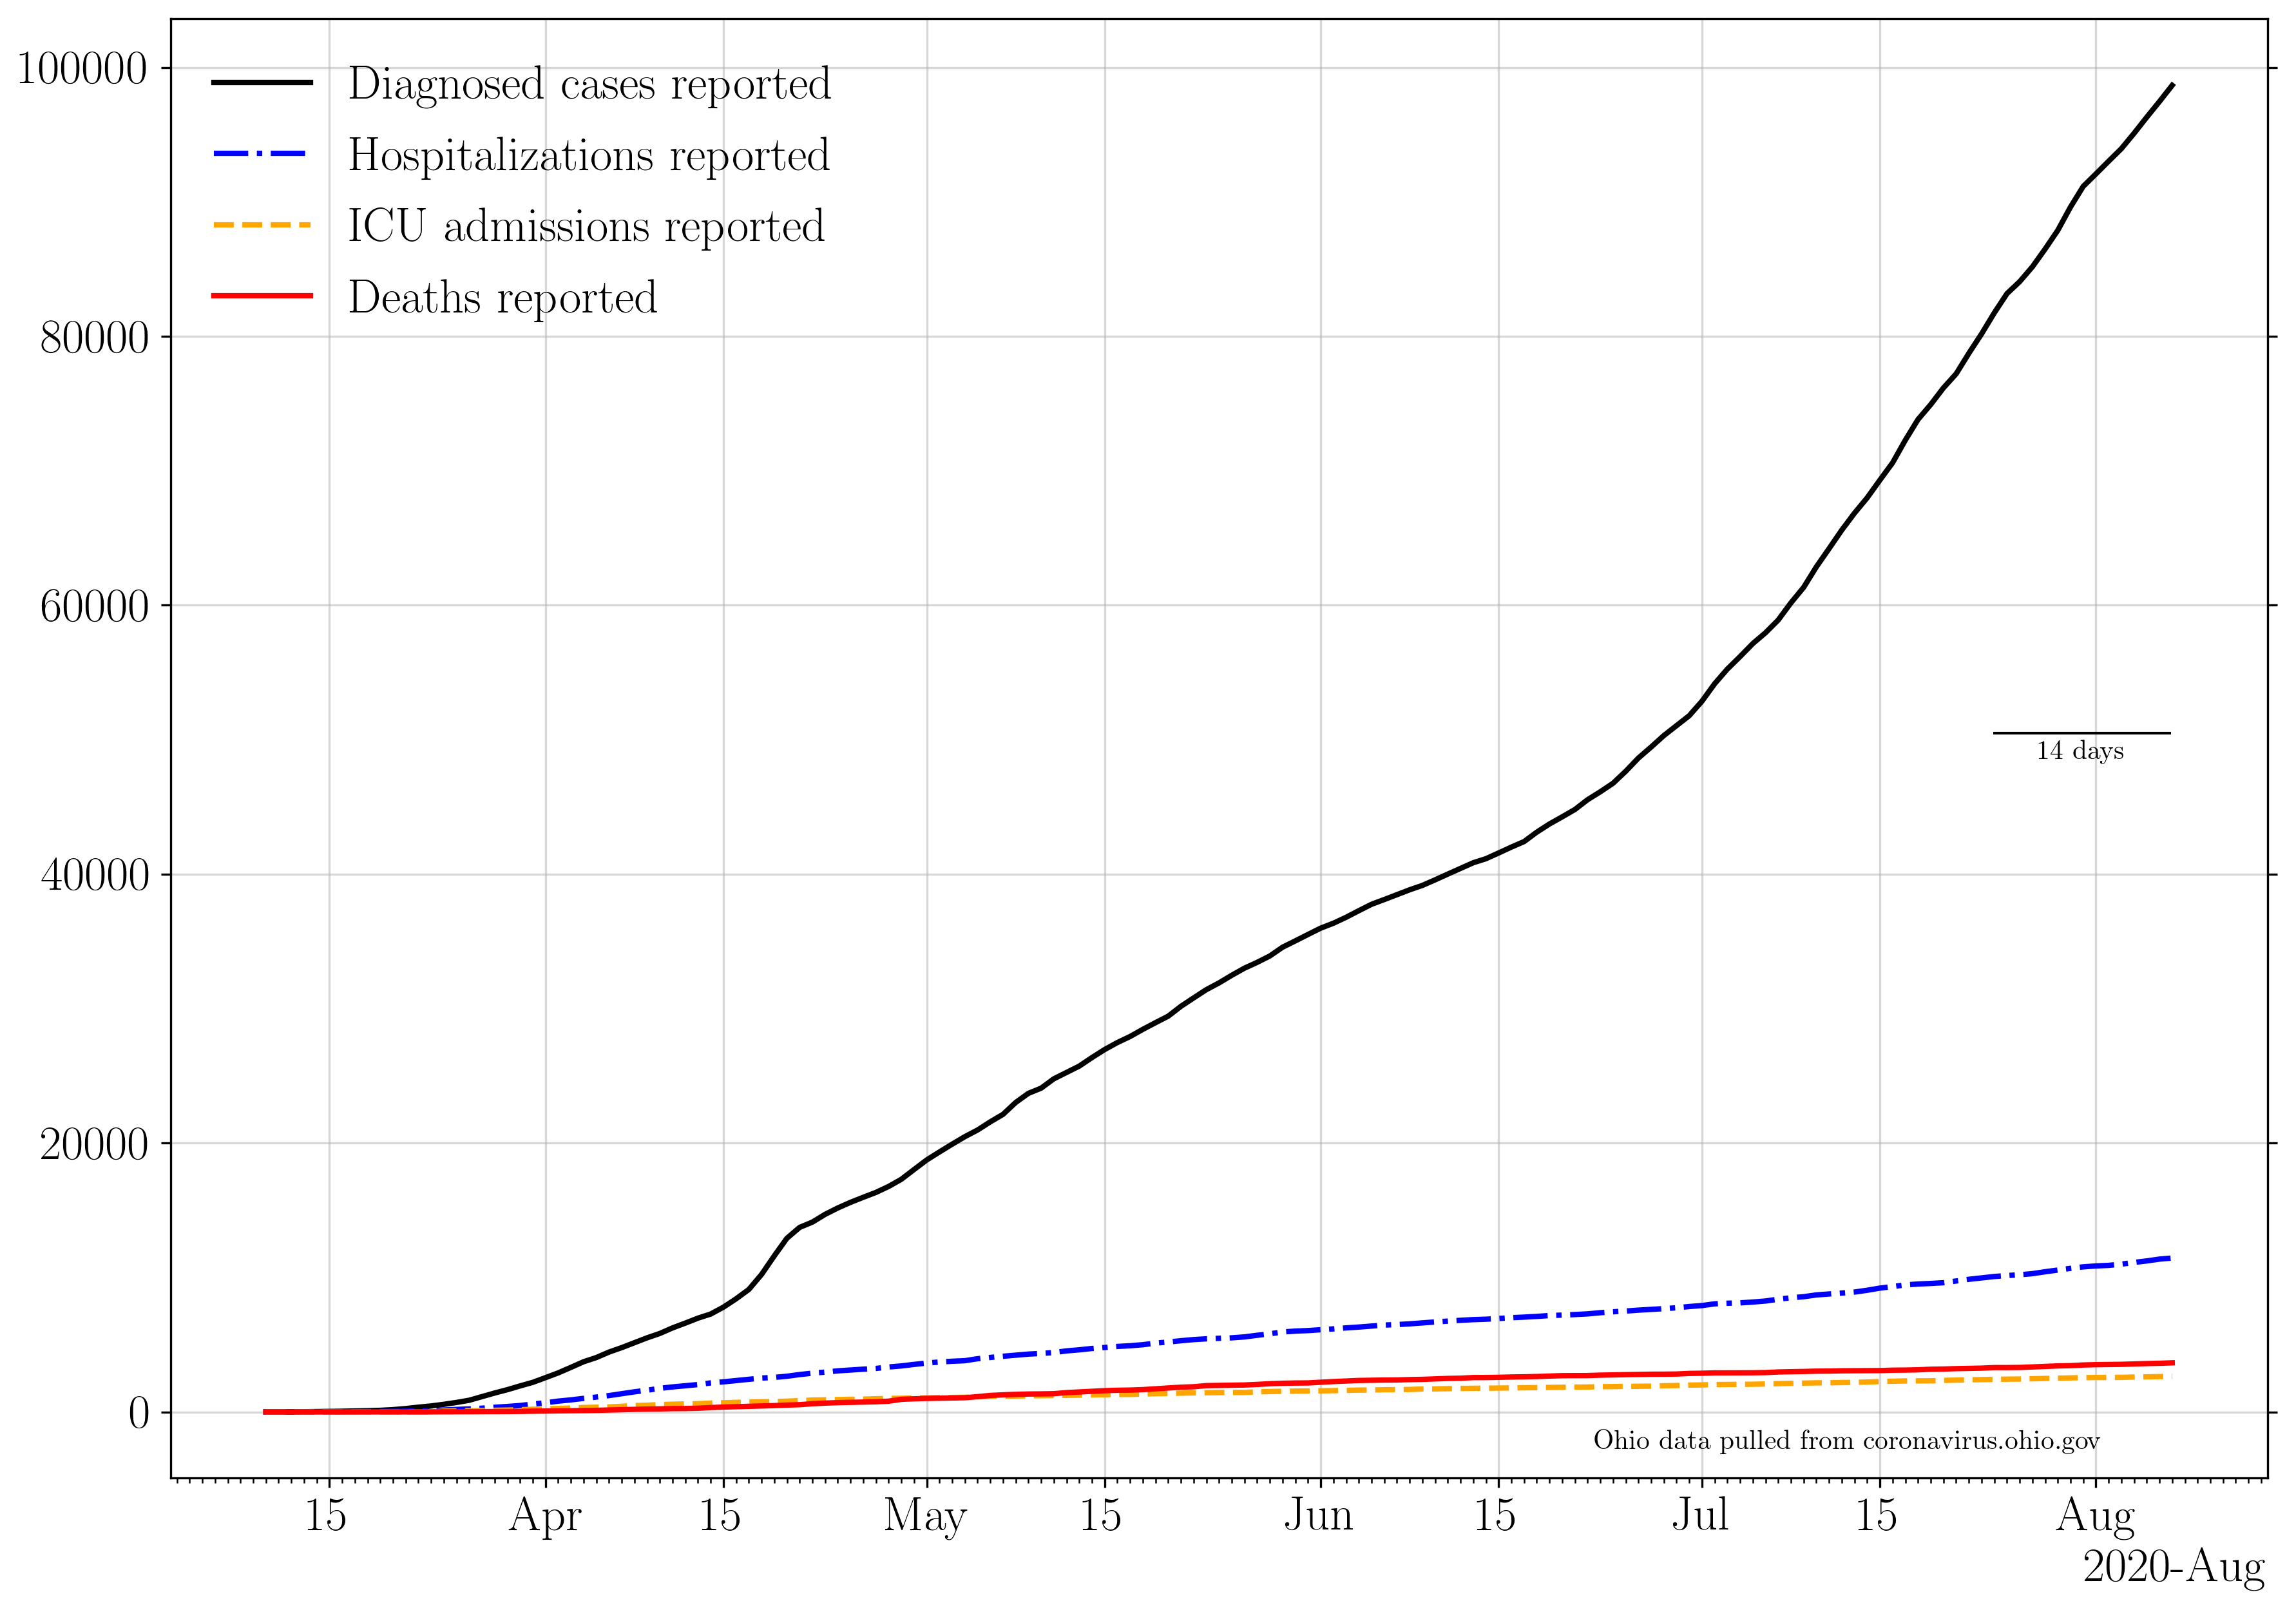 100000
80000
60000
40000
20000
0
Diagnosed cases reported
Hospitalizations reported
ICU admissions reported
Deaths reported
14 days
Ohio data pulled from coronavirus.ohio.gov
15 Apr 15 May 15 Jun 15 Jul 15 Aug
2020-Aug